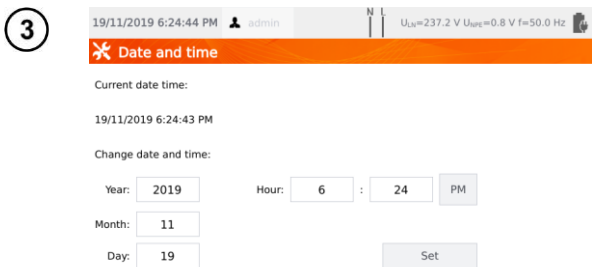 3
19/11/2019 6:24:44 PM admin N L U_LN=237.2 V U_NPE=0.8 V f=50.0 Hz
Date and time
Current date time:
19/11/2019 6:24:43 PM
Change date and time:
Year: 2019 Hour: 6 : 24 PM
Month: 11
Day: 19 Set